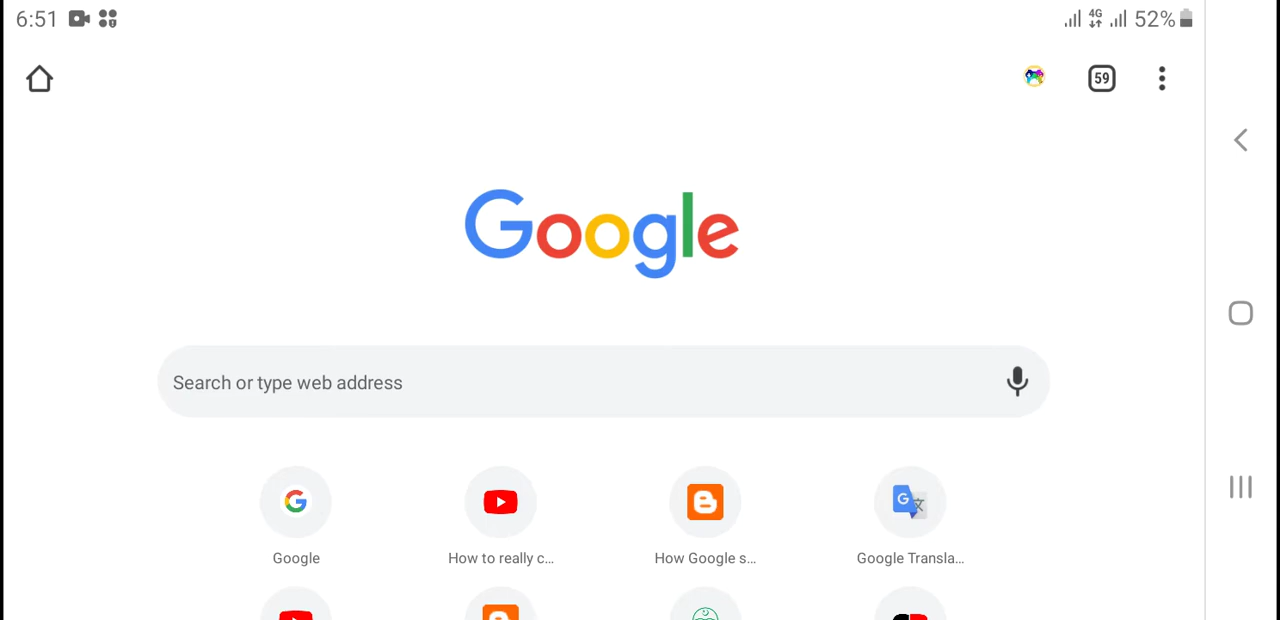 6:51 4G 52%
59
Google
Search or type web address
Google How to really c... How Google s... Google Transla...